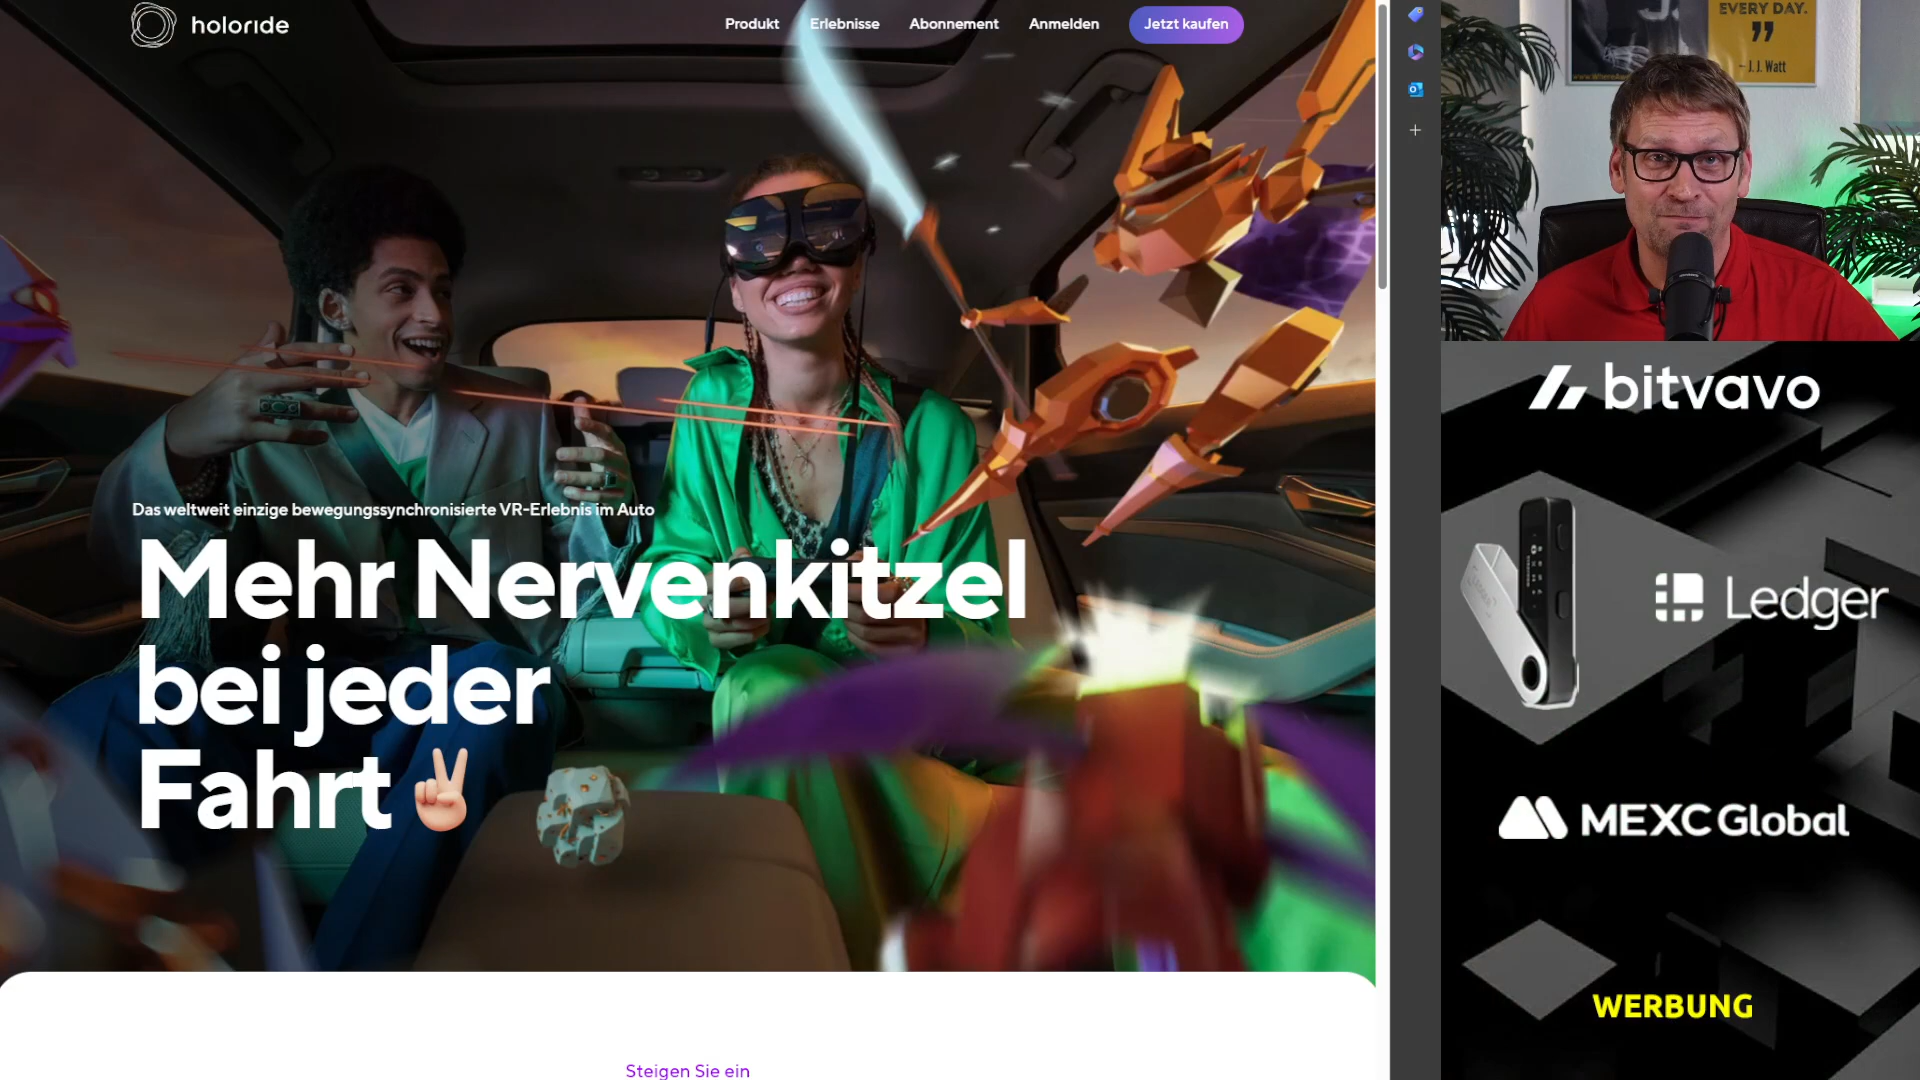 holoride
Produkt Erlebnisse Abonnement Anmelden Jetzt kaufen
Das weltweit einzige bewegungssynchronisierte VR-Erlebnis im Auto
Mehr Nervenkitzel
bei jeder
Fahrt ✌🏻
Steigen Sie ein
EVERY DAY.
”
~ J. J. Watt
bitvavo
Ledger
MEXC Global
WERBUNG